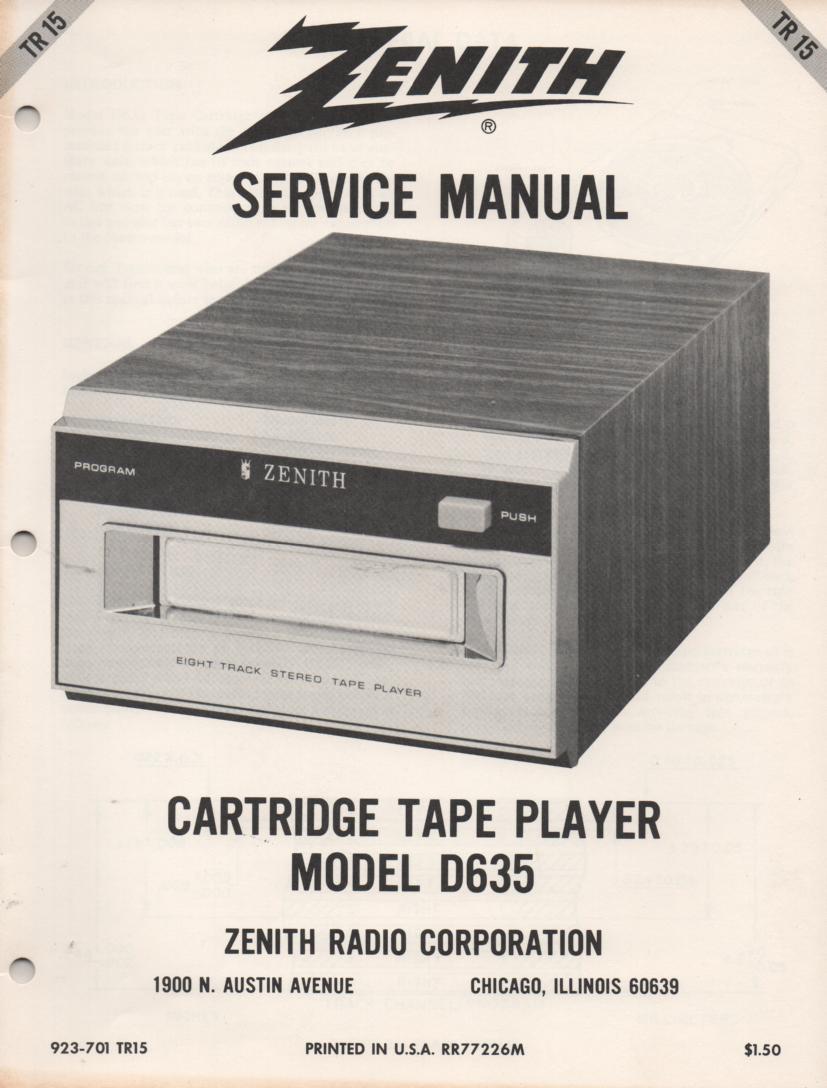 TR 15
TR 15
ZENITH
®
SERVICE MANUAL
PROGRAM
ZENITH
PUSH
EIGHT TRACK STEREO TAPE PLAYER
CARTRIDGE TAPE PLAYER
MODEL D635
ZENITH RADIO CORPORATION
1900 N. AUSTIN AVENUE CHICAGO, ILLINOIS 60639
923-701 TR15 PRINTED IN U.S.A. RR77226M $1.50